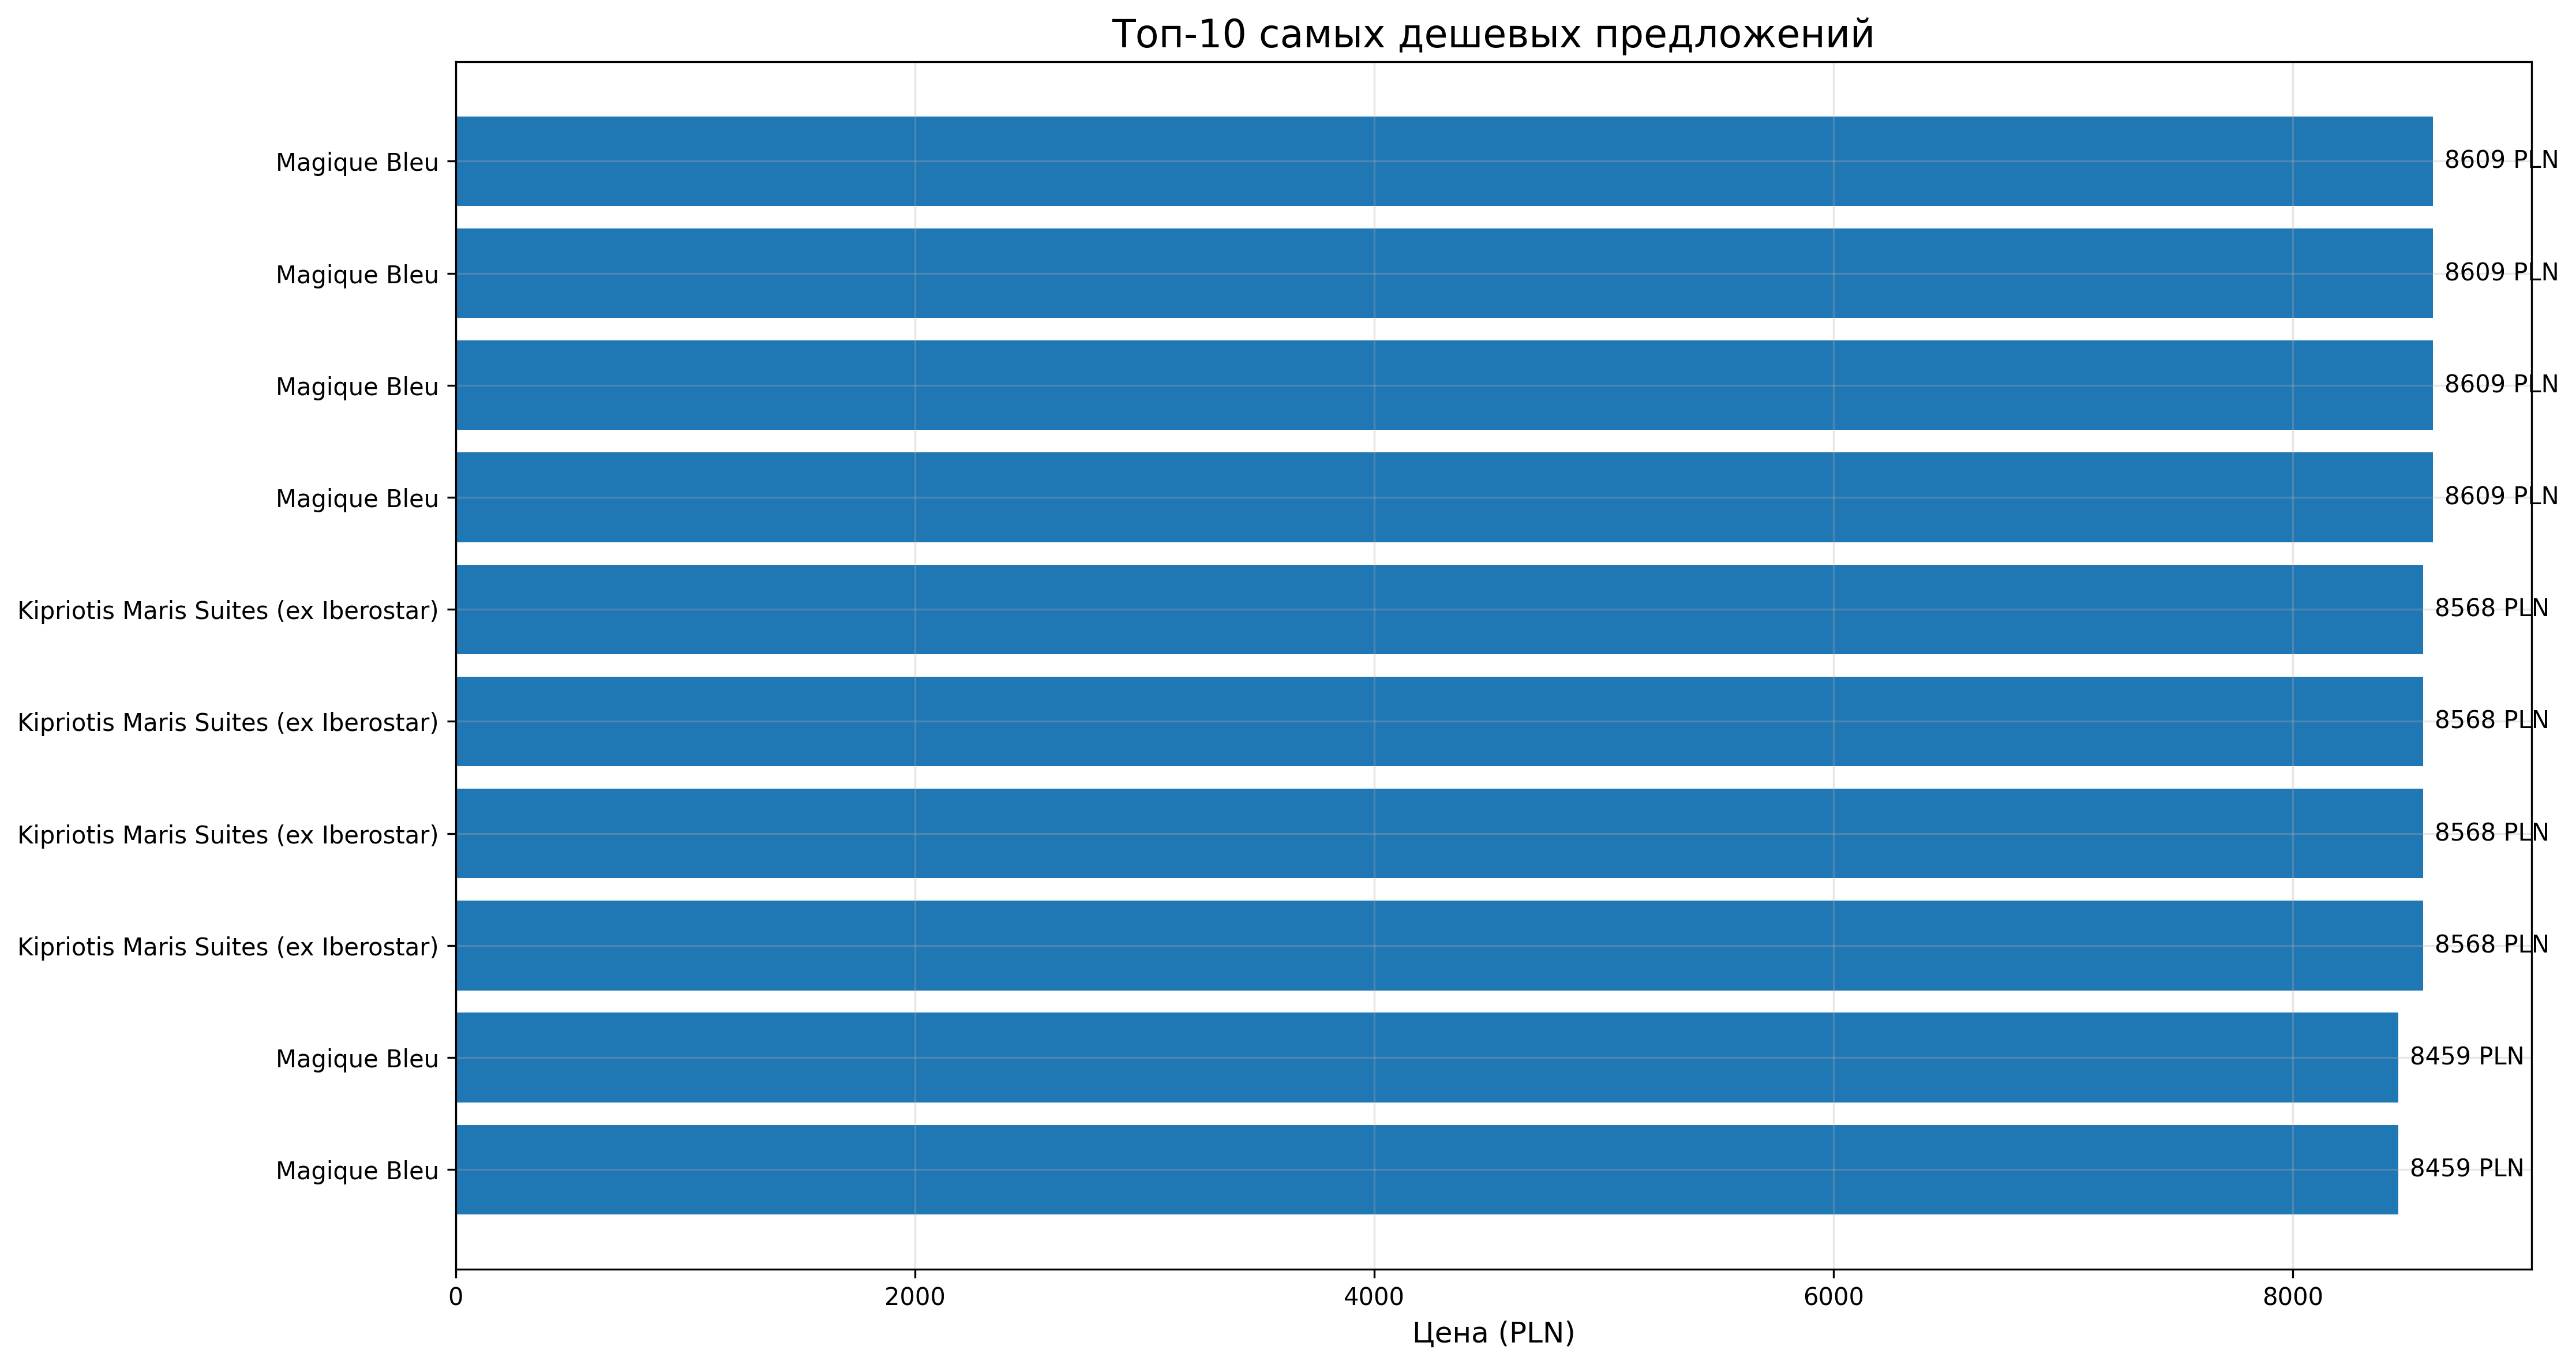 Топ-10 самых дешевых предложений
Magique Bleu 8609 PLN
Magique Bleu 8609 PLN
Magique Bleu 8609 PLN
Magique Bleu 8609 PLN
Kipriotis Maris Suites (ex Iberostar) 8568 PLN
Kipriotis Maris Suites (ex Iberostar) 8568 PLN
Kipriotis Maris Suites (ex Iberostar) 8568 PLN
Kipriotis Maris Suites (ex Iberostar) 8568 PLN
Magique Bleu 8459 PLN
Magique Bleu 8459 PLN
0 2000 4000 6000 8000
Цена (PLN)